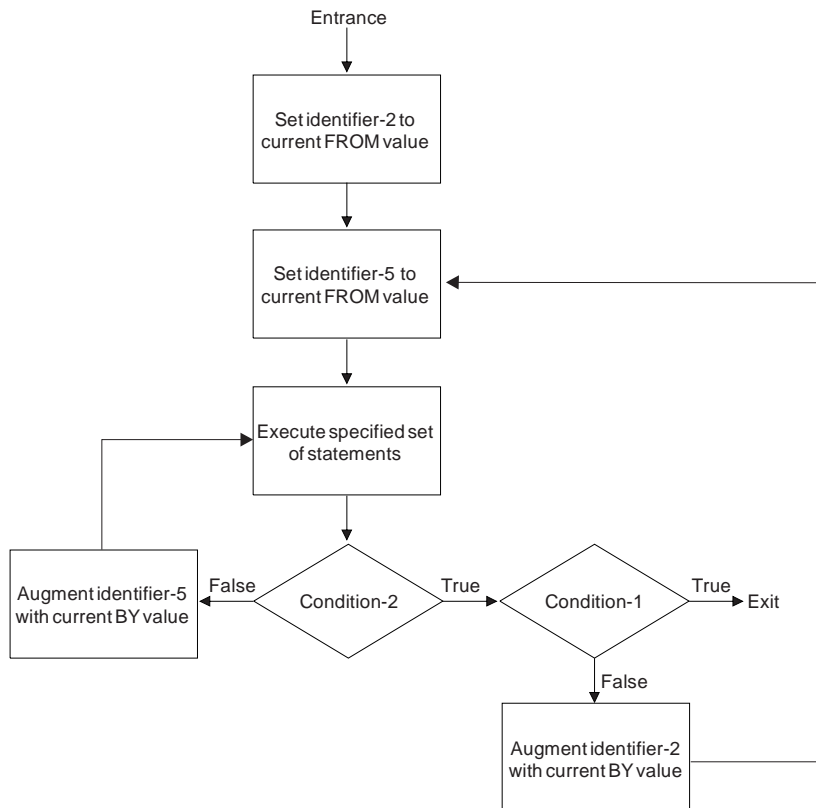 Entrance
Set identifier-2 to
current FROM value
Set identifier-5 to
current FROM value
Execute specified set
of statements
Augment identifier-5
with current BY value
False
Condition-2
True
Condition-1
True
Exit
False
Augment identifier-2
with current BY value